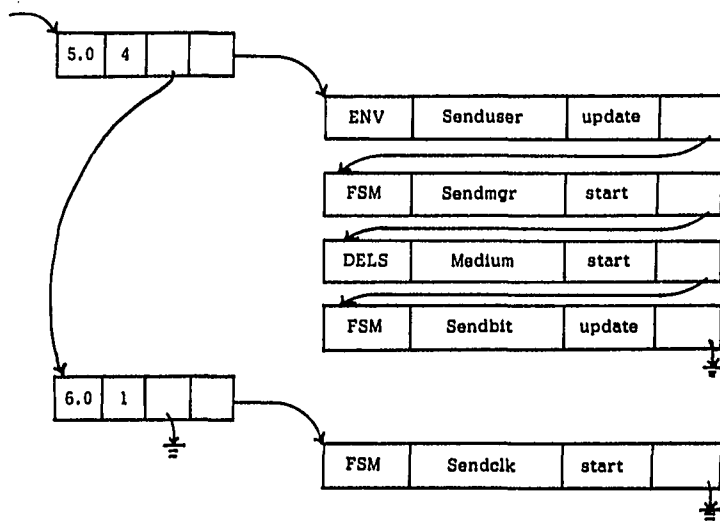 5.0 4
ENV Senduser update
FSM Sendmgr start
DELS Medium start
FSM Sendbit update
6.0 1
FSM Sendclk start